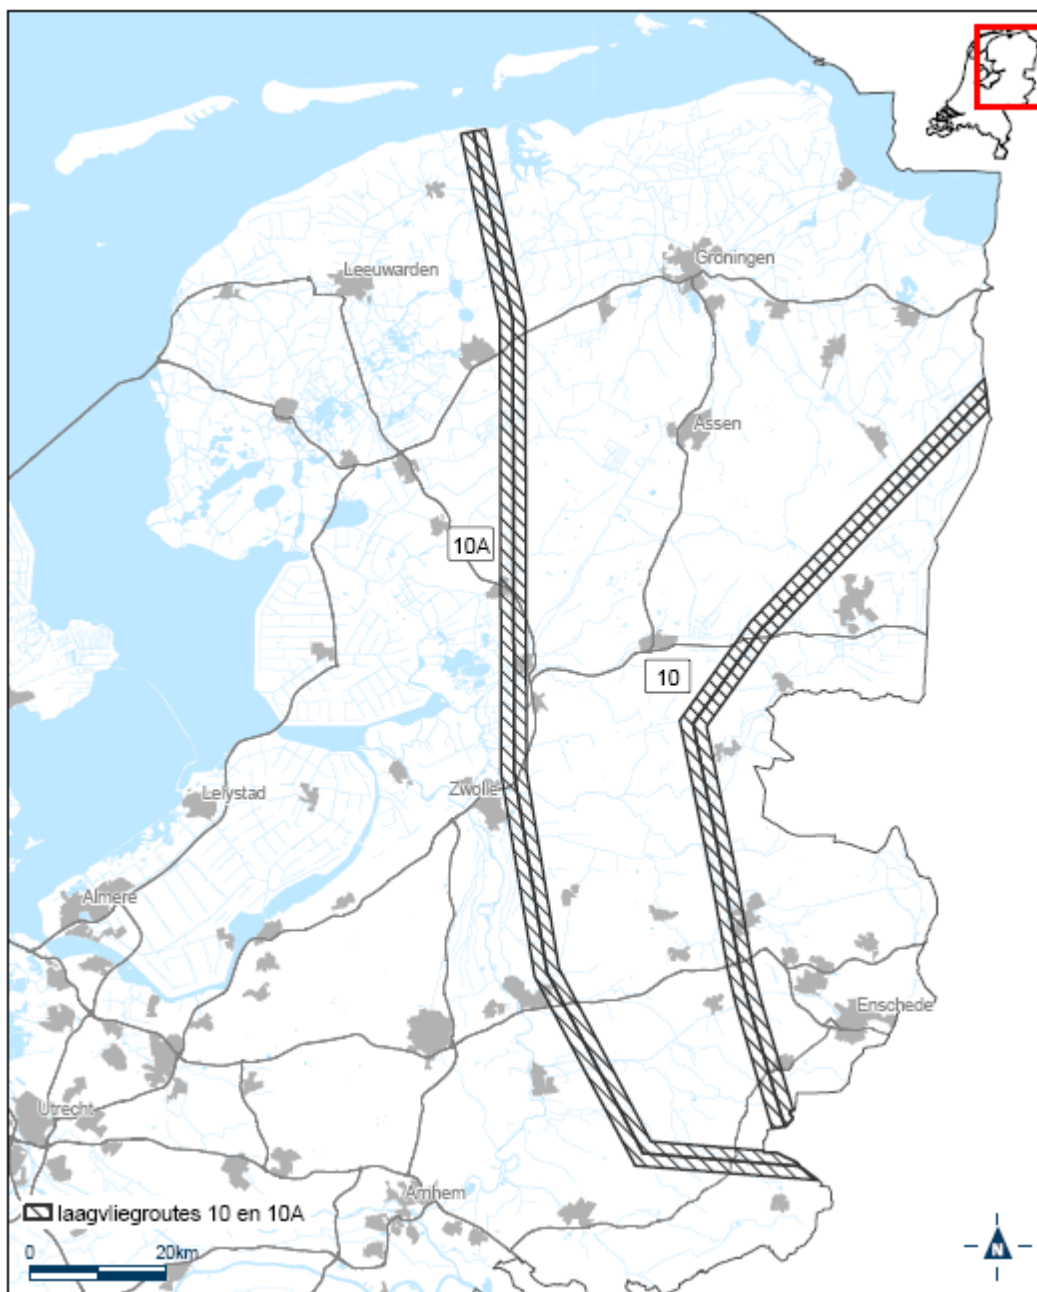 Leeuwarden
Groningen
Assen
10A
10
Zwolle
Lelystad
Almere
Enschede
Utrecht
Arnhem
laagvliegroutes 10 en 10A
0 20km
N